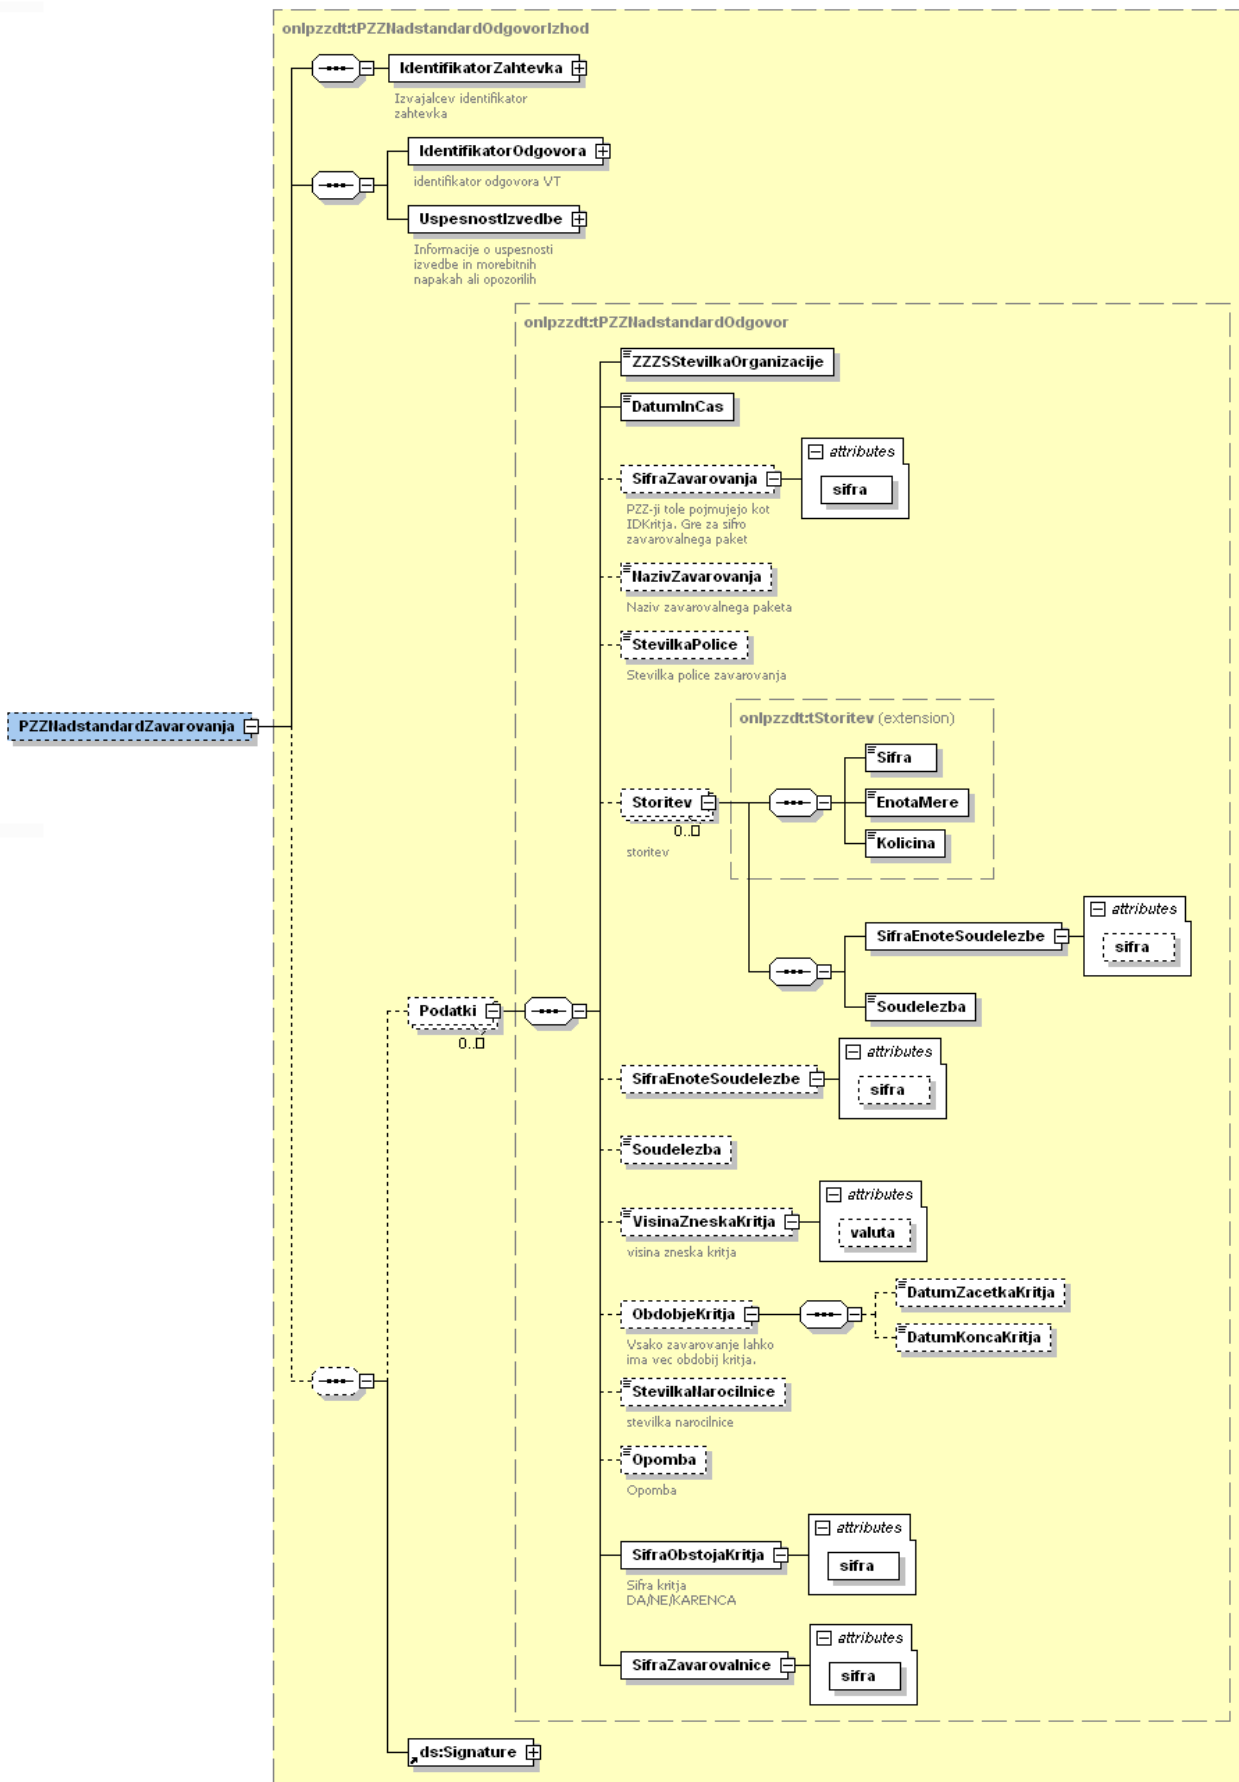 onlpzzdt:tPZZNadstandardOdgovorIzhod
IdentifikatorZahtevka
Izvajalcev identifikator
zahtevka
IdentifikatorOdgovora
identifikator odgovora VT
UspesnostIzvedbe
Informacije o uspesnosti
izvedbe in morebitnih
napakah ali opozorilih
onlpzzdt:tPZZNadstandardOdgovor
ZZZSStevilkaOrganizacije
DatumInCas
attributes
SifraZavarovanja
sifra
PZZ-ji tole pojmujejo kot
IDKritja. Gre za sifro
zavarovalnega paket
NazivZavarovanja
Naziv zavarovalnega paketa
StevilkaPolice
Stevilka police zavarovanja
PZZNadstandardZavarovanja
onlpzzdt:tStoritev (extension)
Sifra
Storitev
EnotaMere
0..
Kolicina
storitev
attributes
SifraEnoteSoudelezbe
sifra
Soudelezba
Podatki
0..
attributes
SifraEnoteSoudelezbe
sifra
Soudelezba
attributes
VisinaZneskaKritja
valuta
visina zneska kritja
DatumZacetkaKritja
ObdobjeKritja
DatumKoncaKritja
Vsako zavarovanje lahko
ima vec obdobij kritja.
StevilkaNarocilnice
stevilka narocilnice
Opomba
Opomba
attributes
SifraObstojaKritja
sifra
Sifra kritja
DA/NE/KARENCA
attributes
SifraZavarovalnice
sifra
ds:Signature